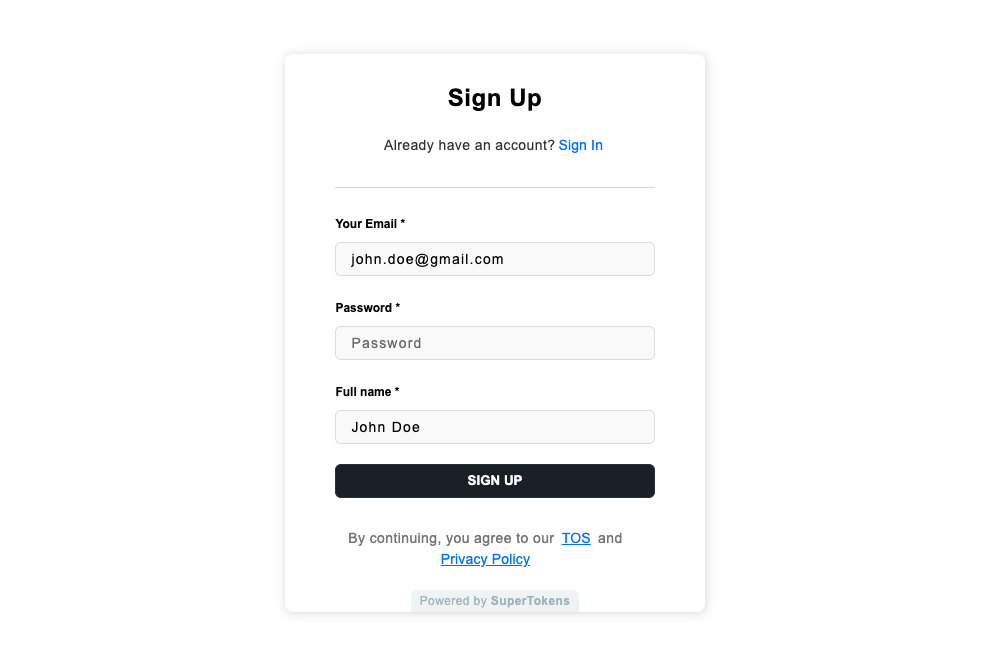 Sign Up
Already have an account? Sign In
Your Email *
john.doe@gmail.com
Password *
Password
Full name *
John Doe
SIGN UP
By continuing, you agree to our TOS and
Privacy Policy
Powered by SuperTokens